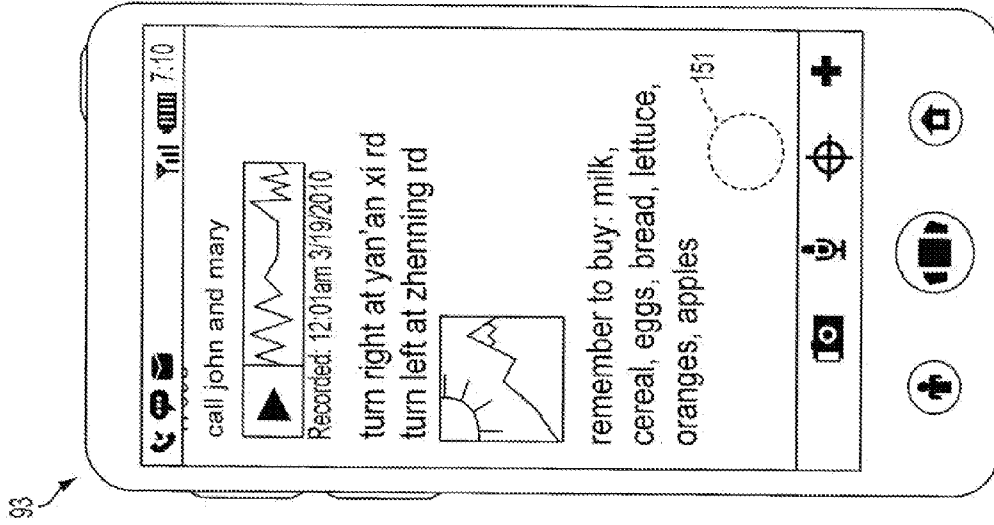 93
7:10
call john and mary
Recorded: 12:01am 3/19/2010
turn right at yan'an xi rd
turn left at zhenning rd
remember to buy: milk,
cereal, eggs, bread, lettuce,
oranges, apples
151